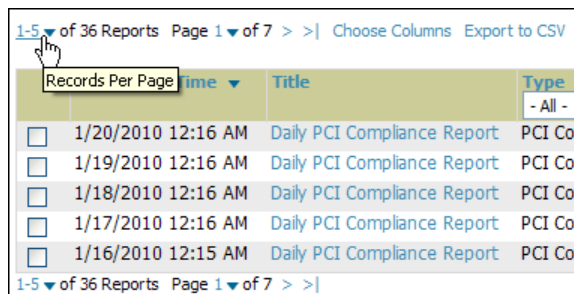 1-5 of 36 Reports Page 1 of 7 > >| Choose Columns Export to CSV
Records Per Page Time Title Type
- All -
1/20/2010 12:16 AM Daily PCI Compliance Report PCI Co
1/19/2010 12:16 AM Daily PCI Compliance Report PCI Co
1/18/2010 12:16 AM Daily PCI Compliance Report PCI Co
1/17/2010 12:16 AM Daily PCI Compliance Report PCI Co
1/16/2010 12:15 AM Daily PCI Compliance Report PCI Co
1-5 of 36 Reports Page 1 of 7 > >|